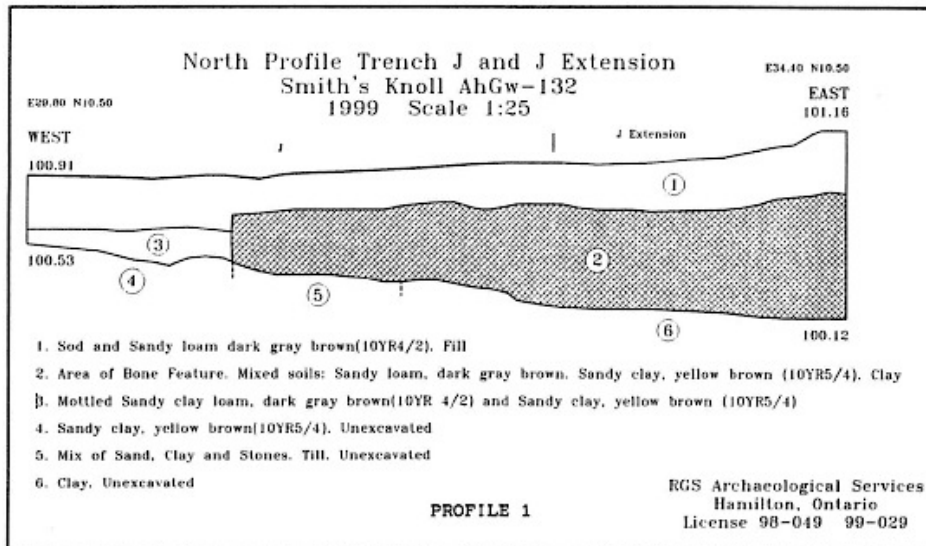 North Profile Trench J and J Extension
Smith's Knoll AhGw-132
1999 Scale 1:25
E29.80 N10.50
E34.40 N10.50
WEST
EAST
100.91
101.16
J
J Extension
1
3
2
100.53
4
5
6
100.12
1. Sod and Sandy loam dark gray brown(10YR4/2). Fill
2. Area of Bone Feature. Mixed soils: Sandy loam, dark gray brown. Sandy clay, yellow brown (10YR5/4). Clay
3. Mottled Sandy clay loam, dark gray brown(10YR 4/2) and Sandy clay, yellow brown (10YR5/4)
4. Sandy clay, yellow brown(10YR5/4). Unexcavated
5. Mix of Sand, Clay and Stones. Till. Unexcavated
6. Clay. Unexcavated
PROFILE 1
RGS Archaeological Services
Hamilton, Ontario
License 98-049 99-029